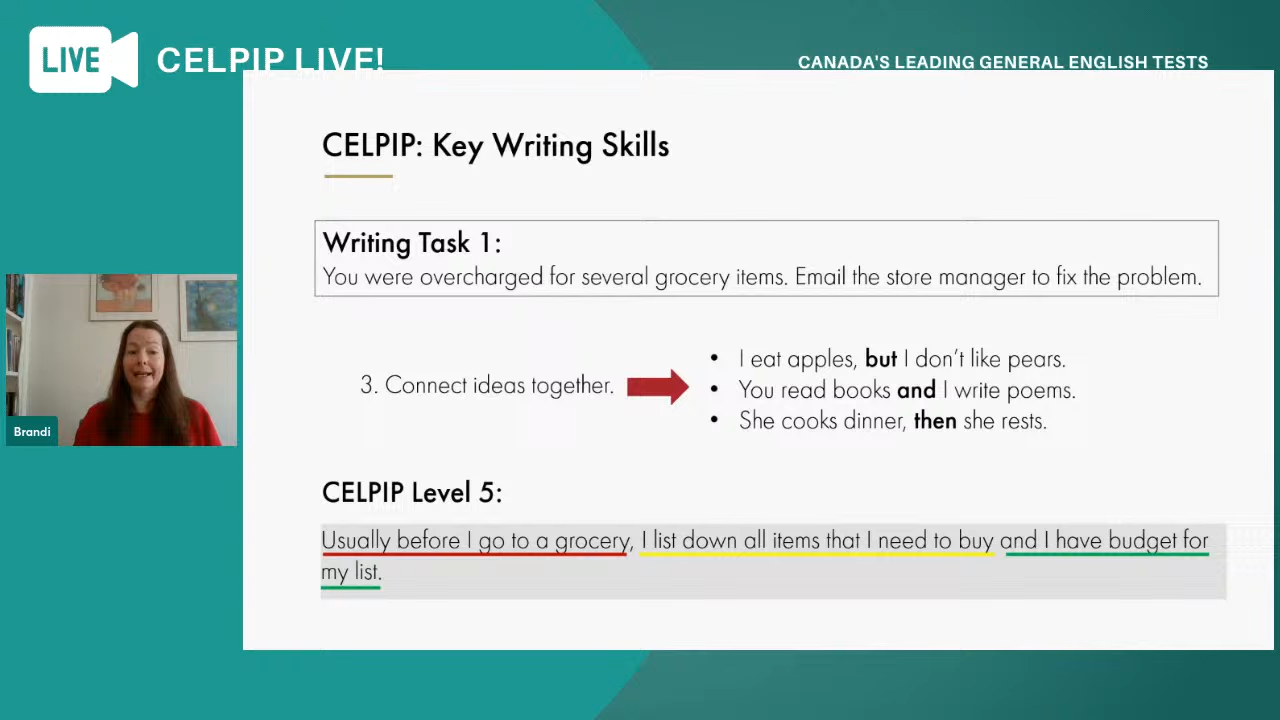 LIVE
CELPIP LIVE!
CANADA'S LEADING GENERAL ENGLISH TESTS
CELPIP: Key Writing Skills
Writing Task 1:
You were overcharged for several grocery items. Email the store manager to fix the problem.
3. Connect ideas together.
• I eat apples, but I don't like pears.
• You read books and I write poems.
• She cooks dinner, then she rests.
Brandi
CELPIP Level 5:
Usually before I go to a grocery, I list down all items that I need to buy and I have budget for
my list.